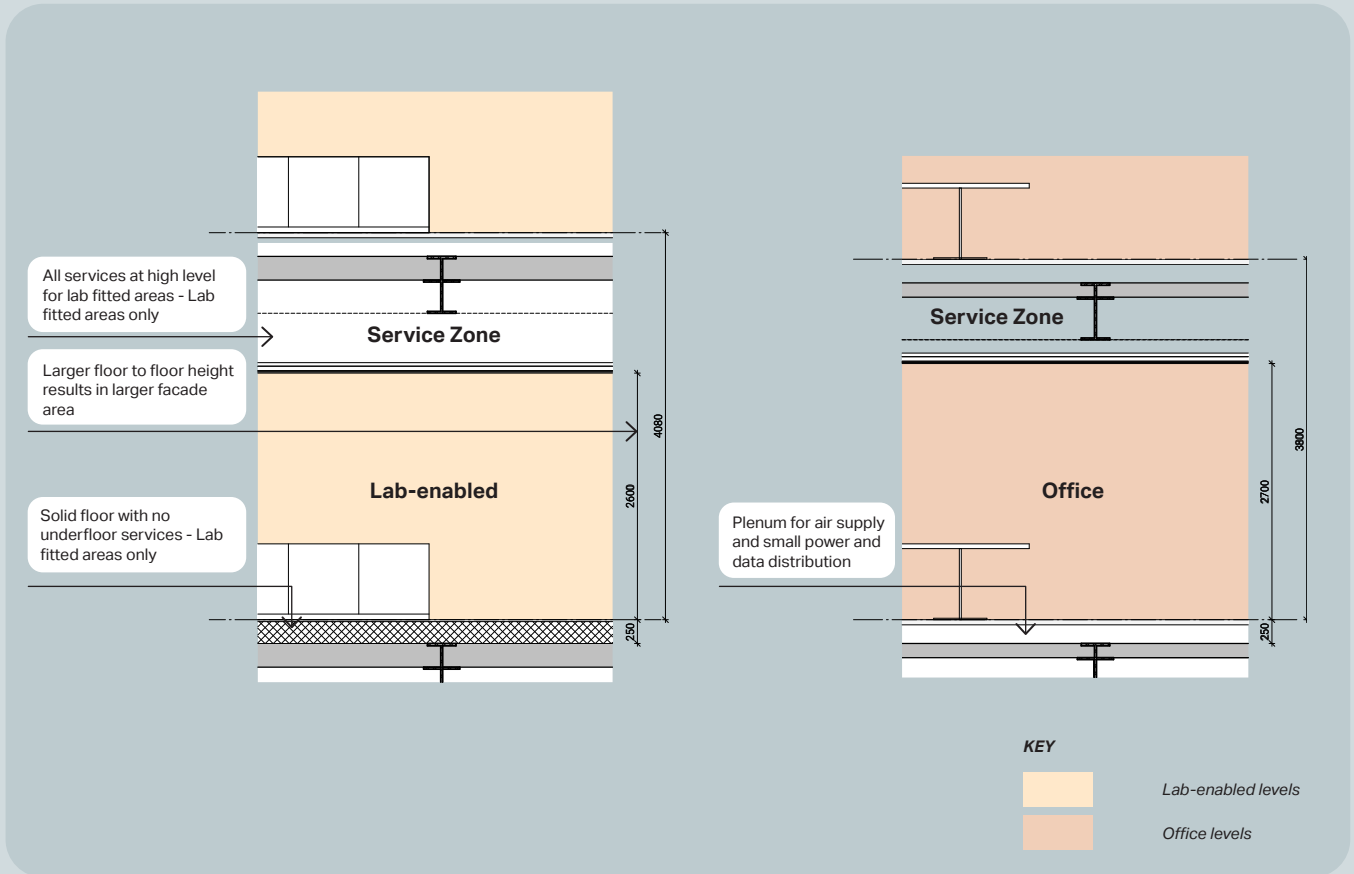 All services at high level
for lab fitted areas - Lab
fitted areas only
Service Zone
Larger floor to floor height
results in larger facade
area
4080
2600
Lab-enabled
Solid floor with no
underfloor services - Lab
fitted areas only
250
Service Zone
3800
2700
Office
Plenum for air supply
and small power and
data distribution
250
KEY
Lab-enabled levels
Office levels